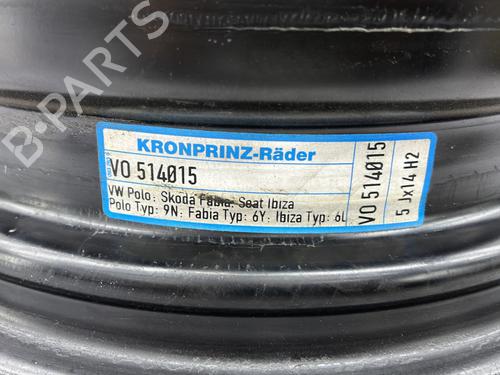 KRONPRINZ-Räder
VO 514015
VW Polo; Skoda Fabia; Seat Ibiza
Polo Typ: 9N; Fabia Typ: 6Y; Ibiza Typ: 6L
VO 514015
5 Jx14 H2
B-PARTS